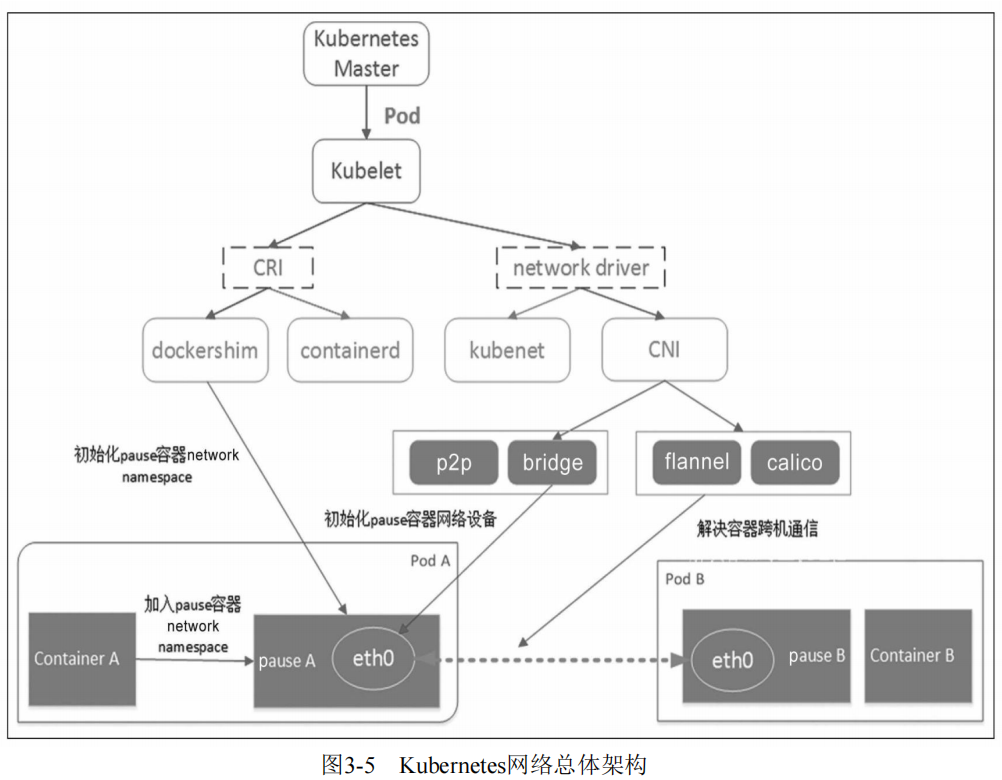 Kubernetes
Master
Pod
Kubelet
CRI
network driver
dockershim
containerd
kubenet
CNI
p2p
bridge
flannel
calico
初始化pause容器network
namespace
初始化pause容器网络设备
解决容器跨机通信
Pod A
Pod B
加入pause容器
network
namespace
Container A
pause A
eth0
eth0
pause B
Container B
图3-5 Kubernetes网络总体架构